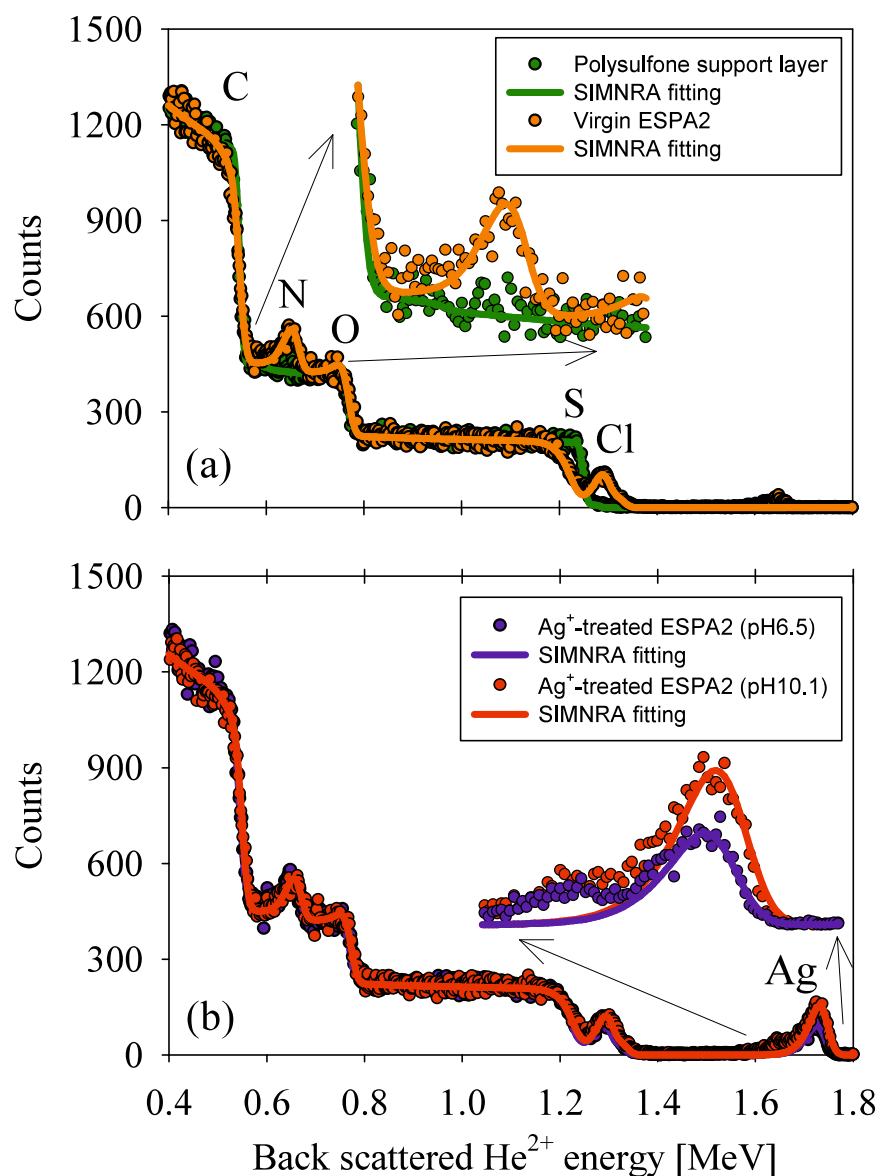 1500
1200
900
600
300
0
Counts
C
N
O
S
Cl
(a)
Polysulfone support layer
SIMNRA fitting
Virgin ESPA2
SIMNRA fitting
1500
1200
900
600
300
0
Counts
Ag⁺-treated ESPA2 (pH6.5)
SIMNRA fitting
Ag⁺-treated ESPA2 (pH10.1)
SIMNRA fitting
Ag
(b)
0.4 0.6 0.8 1.0 1.2 1.4 1.6 1.8
Back scattered He²⁺ energy [MeV]